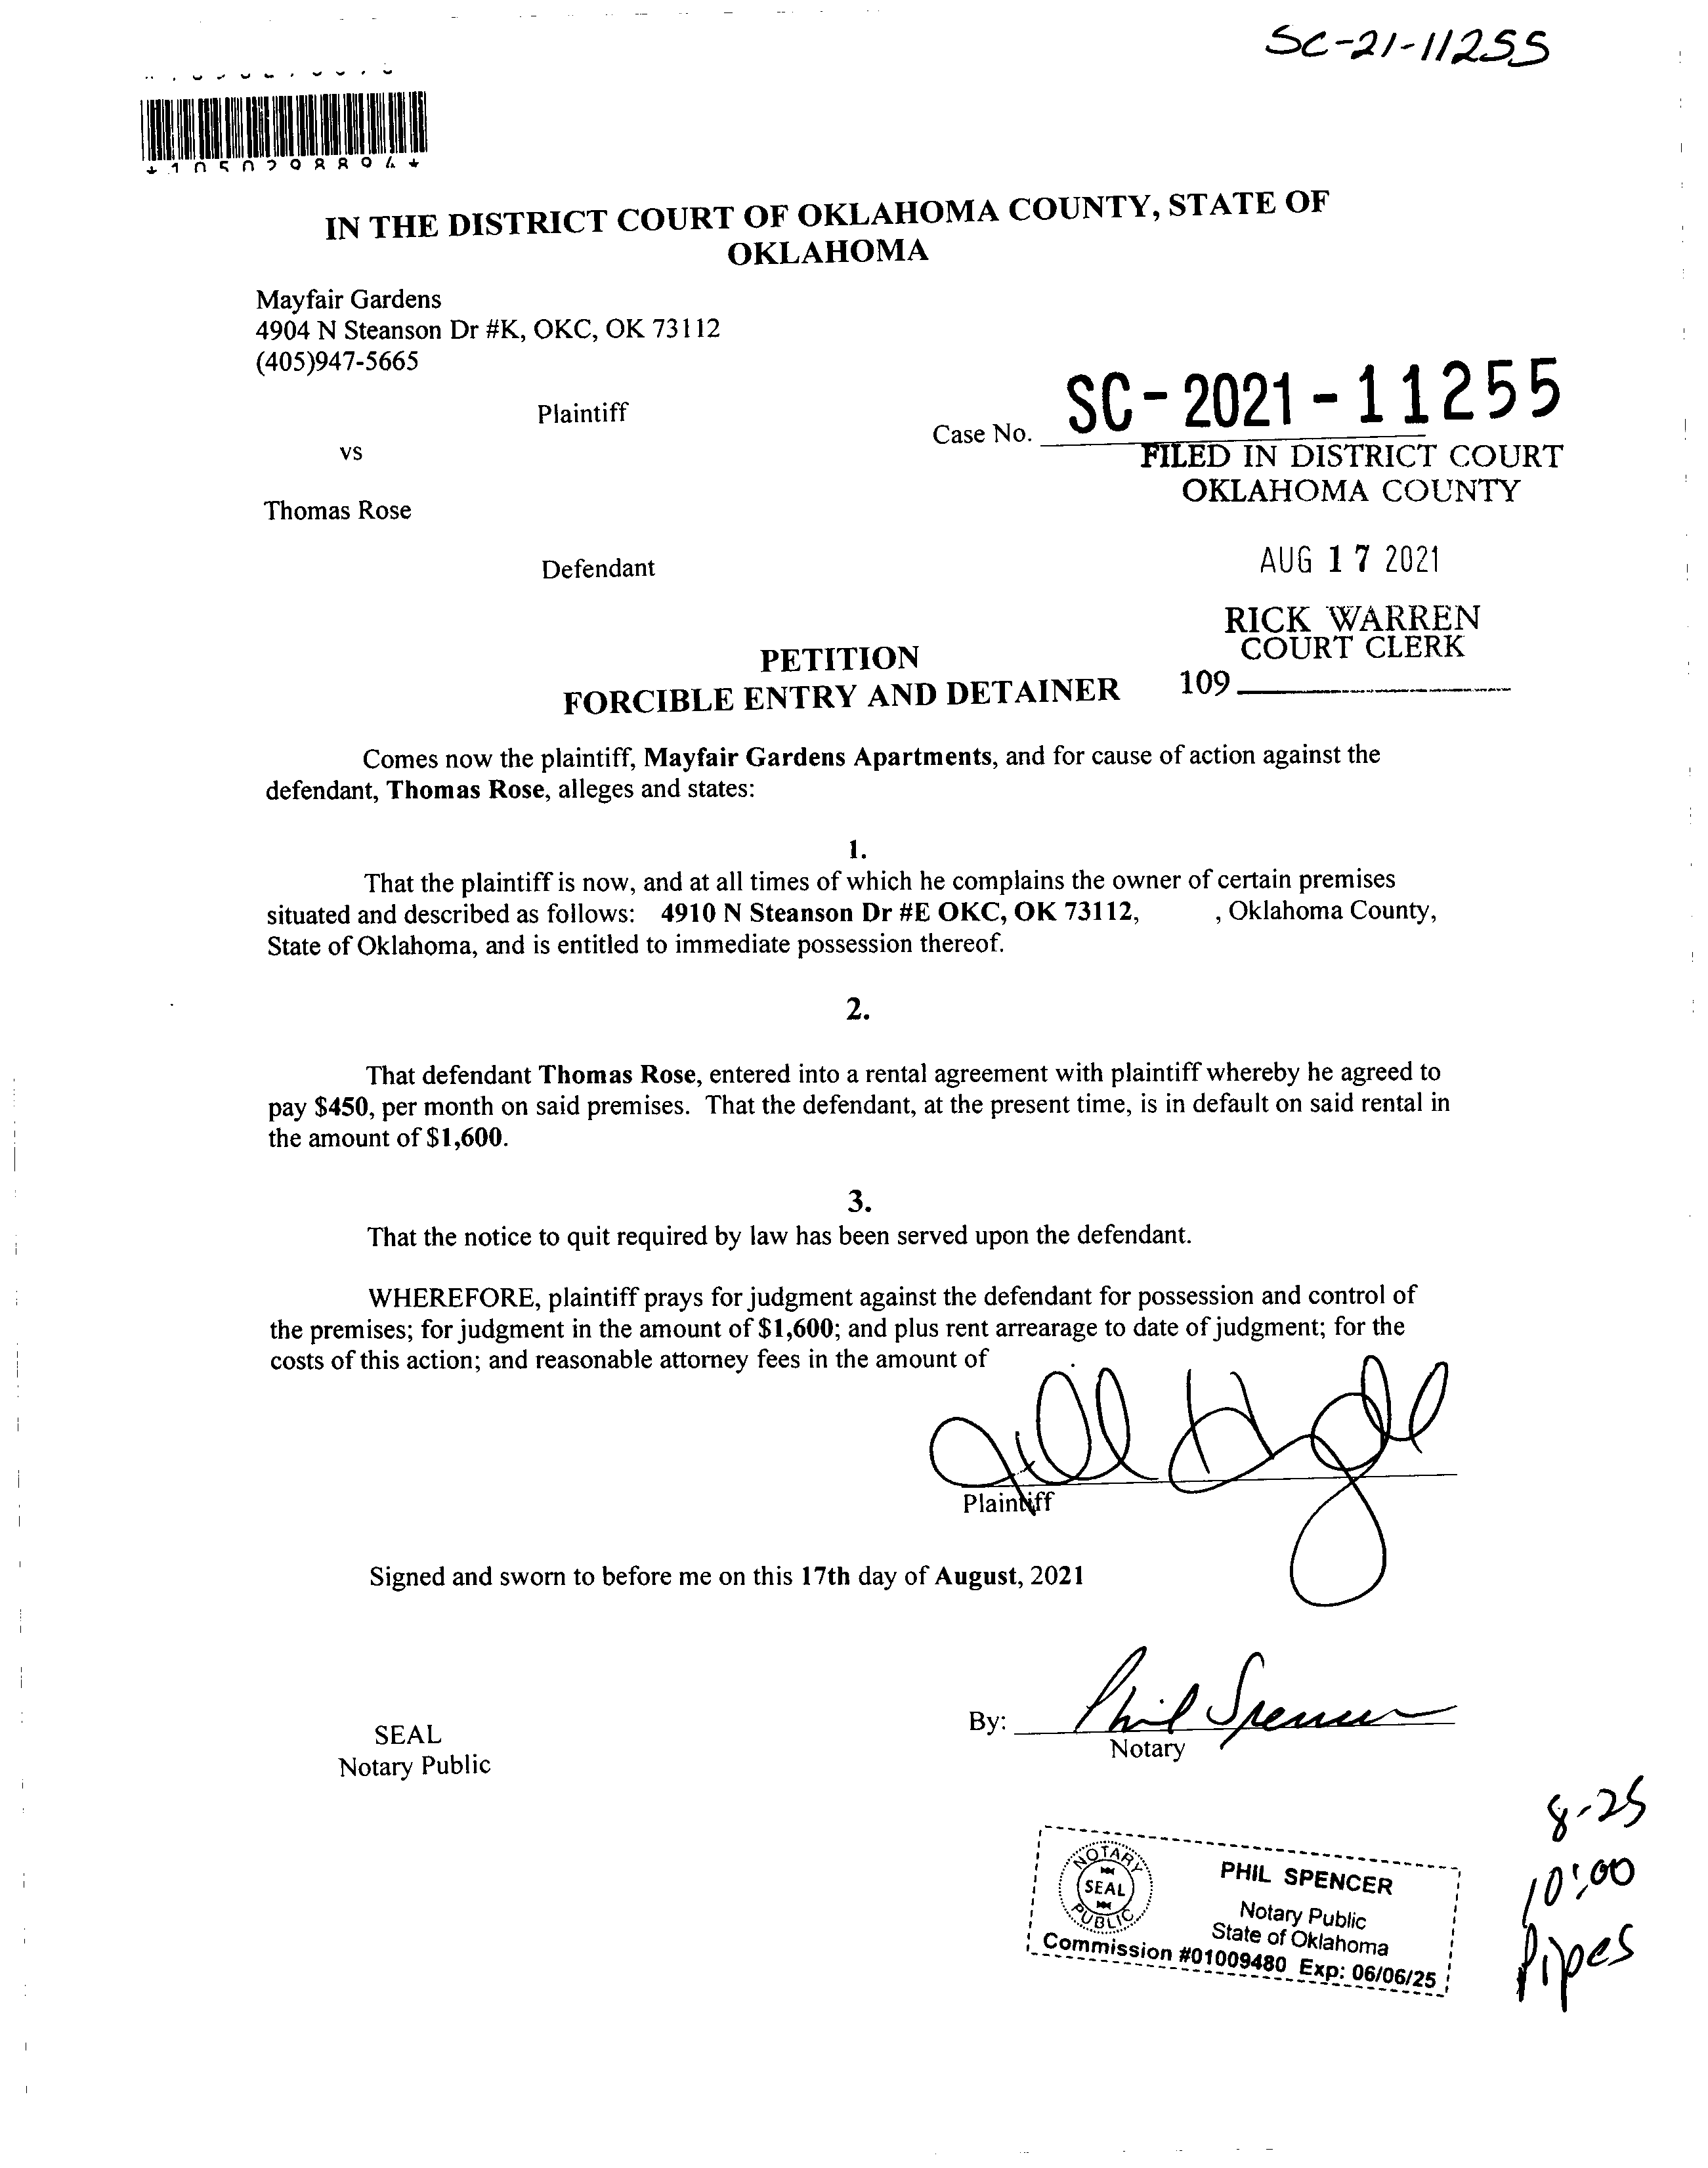 SC-21-11255
IN THE DISTRICT COURT OF OKLAHOMA COUNTY, STATE OF
OKLAHOMA
Mayfair Gardens
4904 N Steanson Dr #K, OKC, OK 73112
(405)947-5665
Plaintiff
SC-2021-11255
Case No.
vs
FILED IN DISTRICT COURT
OKLAHOMA COUNTY
Thomas Rose
AUG 17 2021
Defendant
RICK WARREN
COURT CLERK
109
PETITION
FORCIBLE ENTRY AND DETAINER
Comes now the plaintiff, Mayfair Gardens Apartments, and for cause of action against the
defendant, Thomas Rose, alleges and states:
1.
That the plaintiff is now, and at all times of which he complains the owner of certain premises
situated and described as follows: 4910 N Steanson Dr #E OKC, OK 73112, , Oklahoma County,
State of Oklahoma, and is entitled to immediate possession thereof.
2.
That defendant Thomas Rose, entered into a rental agreement with plaintiff whereby he agreed to
pay $450, per month on said premises. That the defendant, at the present time, is in default on said rental in
the amount of $1,600.
3.
That the notice to quit required by law has been served upon the defendant.
WHEREFORE, plaintiff prays for judgment against the defendant for possession and control of
the premises; for judgment in the amount of $1,600; and plus rent arrearage to date of judgment; for the
costs of this action; and reasonable attorney fees in the amount of
Jill
Plaintiff
Signed and sworn to before me on this 17th day of August, 2021
By: Phil Spencer
Notary
SEAL
Notary Public
NOTARY
SEAL
PUBLIC
PHIL SPENCER
Notary Public
State of Oklahoma
Commission #01009480 Exp: 06/06/25
8-25
10:00
Pipes